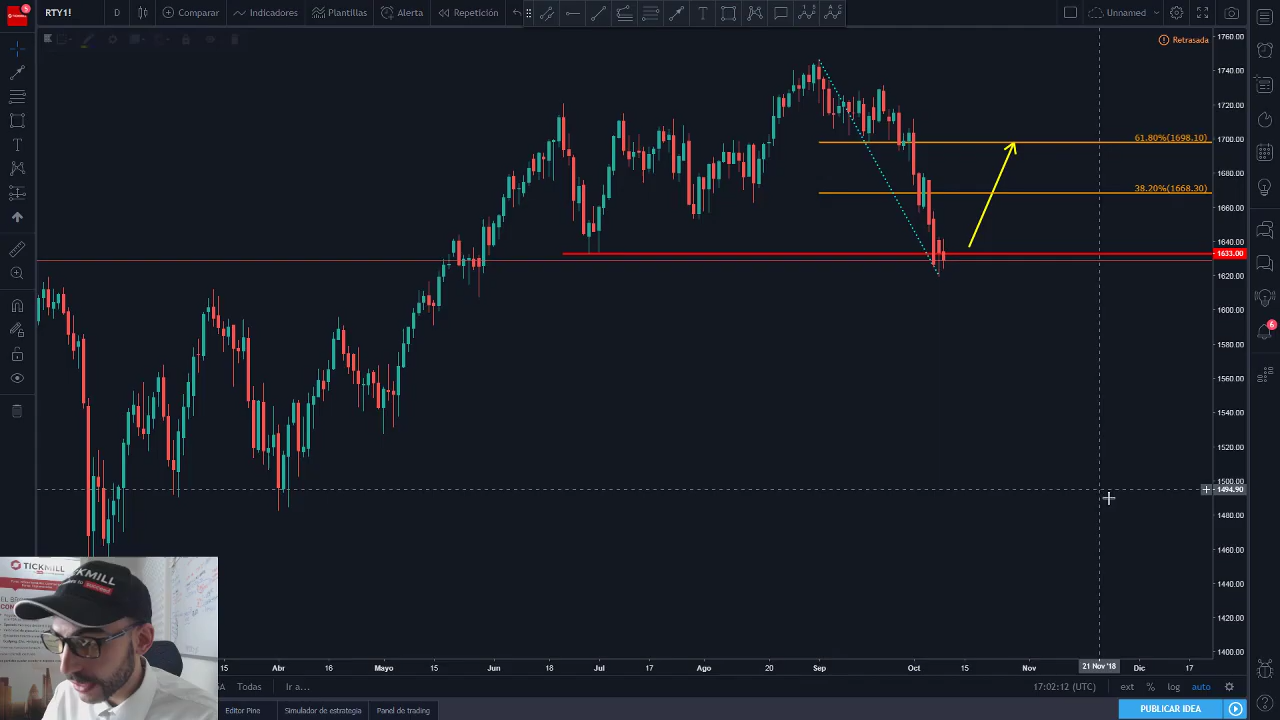 5
RTY1!
D
Comparar
Indicadores
Plantillas
Alerta
Repetición
Unnamed
Retrasada
1760.00
1740.00
1720.00
1700.00
61.80%(1698.10)
1680.00
38.20%(1668.30)
1660.00
1640.00
1633.00
1620.00
1600.00
1580.00
1560.00
1540.00
1520.00
1500.00
1494.90
1480.00
1460.00
1440.00
1420.00
1400.00
6
TICKMILL
TICKMILL
15
Abr
16
Mayo
15
Jun
18
Jul
17
Ago
20
Sep
Oct
15
Nov
21 Nov '18
Dic
17
Todas
Ir a...
17:02:12 (UTC)
ext
%
log
auto
Editor Pine
Simulador de estrategia
Panel de trading
PUBLICAR IDEA